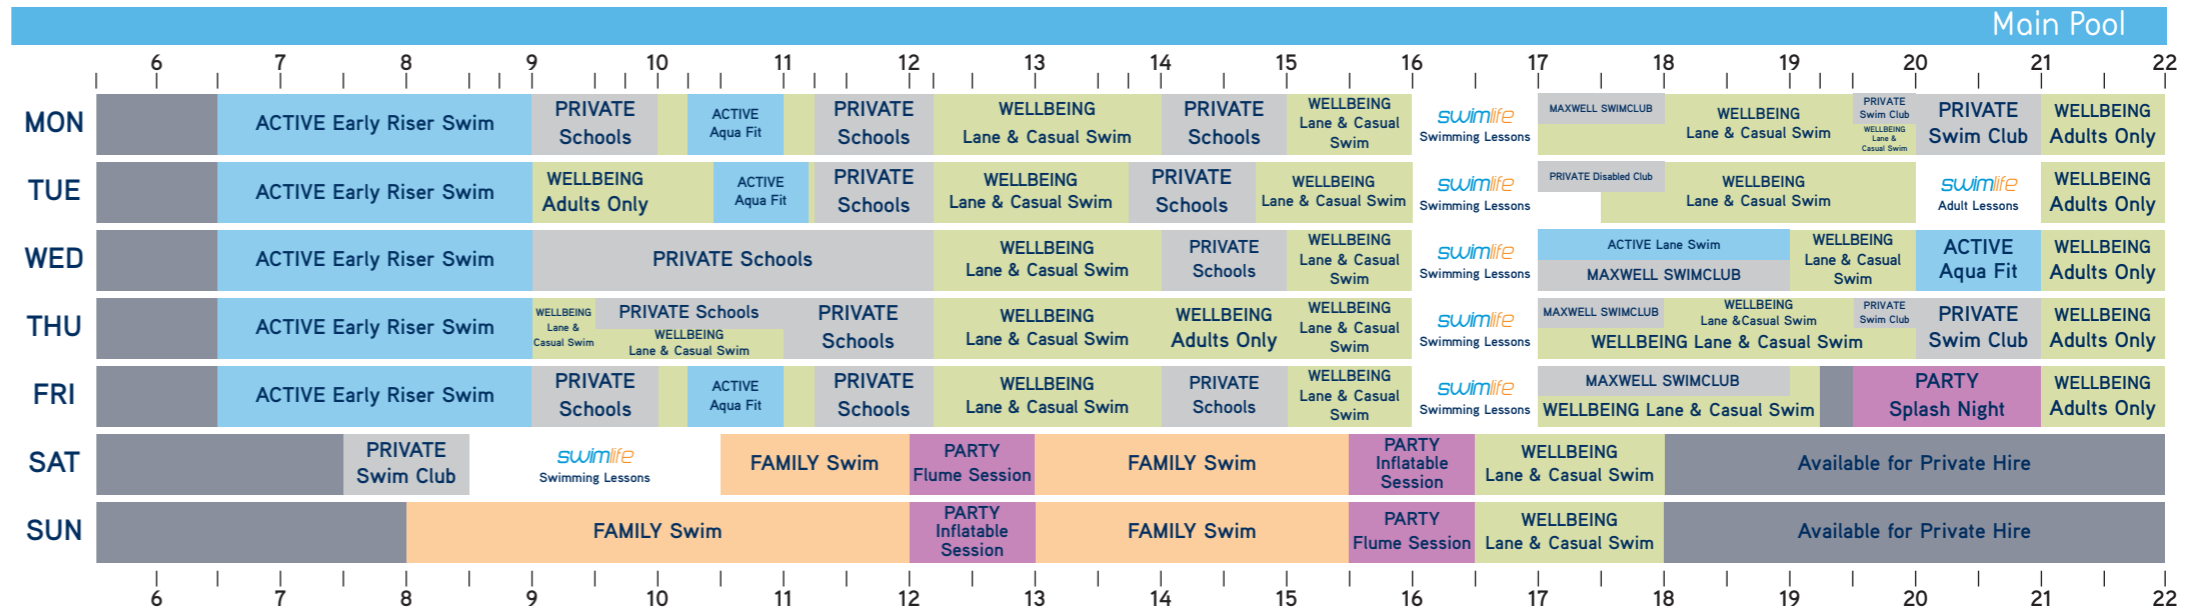 Main Pool
6 7 8 9 10 11 12 13 14 15 16 17 18 19 20 21 22
MON
ACTIVE Early Riser Swim
PRIVATE
Schools
ACTIVE
Aqua Fit
PRIVATE
Schools
WELLBEING
Lane & Casual Swim
PRIVATE
Schools
WELLBEING
Lane & Casual
Swim
swimlife
Swimming Lessons
MAXWELL SWIMCLUB
WELLBEING
Lane & Casual Swim
PRIVATE
Swim Club
WELLBEING
Lane &
Casual Swim
PRIVATE
Swim Club
WELLBEING
Adults Only
TUE
ACTIVE Early Riser Swim
WELLBEING
Adults Only
ACTIVE
Aqua Fit
PRIVATE
Schools
WELLBEING
Lane & Casual Swim
PRIVATE
Schools
WELLBEING
Lane & Casual Swim
swimlife
Swimming Lessons
PRIVATE Disabled Club
WELLBEING
Lane & Casual Swim
swimlife
Adult Lessons
WELLBEING
Adults Only
WED
ACTIVE Early Riser Swim
PRIVATE Schools
WELLBEING
Lane & Casual Swim
PRIVATE
Schools
WELLBEING
Lane & Casual
Swim
swimlife
Swimming Lessons
ACTIVE Lane Swim
MAXWELL SWIMCLUB
WELLBEING
Lane & Casual
Swim
ACTIVE
Aqua Fit
WELLBEING
Adults Only
THU
ACTIVE Early Riser Swim
WELLBEING
Lane &
Casual Swim
PRIVATE Schools
WELLBEING
Lane & Casual Swim
PRIVATE
Schools
WELLBEING
Lane & Casual Swim
WELLBEING
Adults Only
WELLBEING
Lane & Casual
Swim
swimlife
Swimming Lessons
MAXWELL SWIMCLUB
WELLBEING
Lane &Casual Swim
PRIVATE
Swim Club
WELLBEING Lane & Casual Swim
PRIVATE
Swim Club
WELLBEING
Adults Only
FRI
ACTIVE Early Riser Swim
PRIVATE
Schools
ACTIVE
Aqua Fit
PRIVATE
Schools
WELLBEING
Lane & Casual Swim
PRIVATE
Schools
WELLBEING
Lane & Casual
Swim
swimlife
Swimming Lessons
MAXWELL SWIMCLUB
WELLBEING Lane & Casual Swim
PARTY
Splash Night
WELLBEING
Adults Only
SAT
PRIVATE
Swim Club
swimlife
Swimming Lessons
FAMILY Swim
PARTY
Flume Session
FAMILY Swim
PARTY
Inflatable
Session
WELLBEING
Lane & Casual Swim
Available for Private Hire
SUN
FAMILY Swim
PARTY
Inflatable
Session
FAMILY Swim
PARTY
Flume Session
WELLBEING
Lane & Casual Swim
Available for Private Hire
6 7 8 9 10 11 12 13 14 15 16 17 18 19 20 21 22